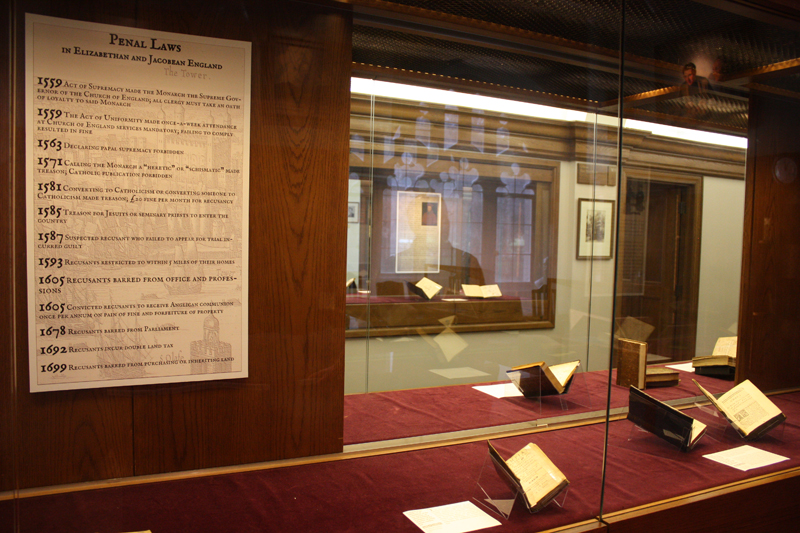 Penal Laws
in Elizabethan and Jacobean England
The Tower
1559 Act of Supremacy made the Monarch the Supreme Gov-
ernor of the Church of England; all clergy must take an oath
of loyalty to said Monarch
1559 The Act of Uniformity made once-a-week attendance
at Church of England services mandatory, failing to comply
resulted in fine
1563 Declaring papal supremacy forbidden
1571 Calling the Monarch a "heretic" or "schismatic" made
treason; Catholic publication forbidden
1581 Converting to Catholicism or converting someone to
Catholicism made treason; £20 fine per month for recusancy
1585 Treason for Jesuits or seminary priests to enter the
country
1587 Suspected recusant who failed to appear for trial in-
curred guilt
1593 Recusants restricted to within 5 miles of their homes
1605 Recusants barred from office and profes-
sions
1605 Convicted recusants to receive Anglican communion
once per annum on pain of fine and forfeiture of property
1678 Recusants barred from Parliament
1692 Recusants incur double land tax
1699 Recusants barred from purchasing or inheriting land